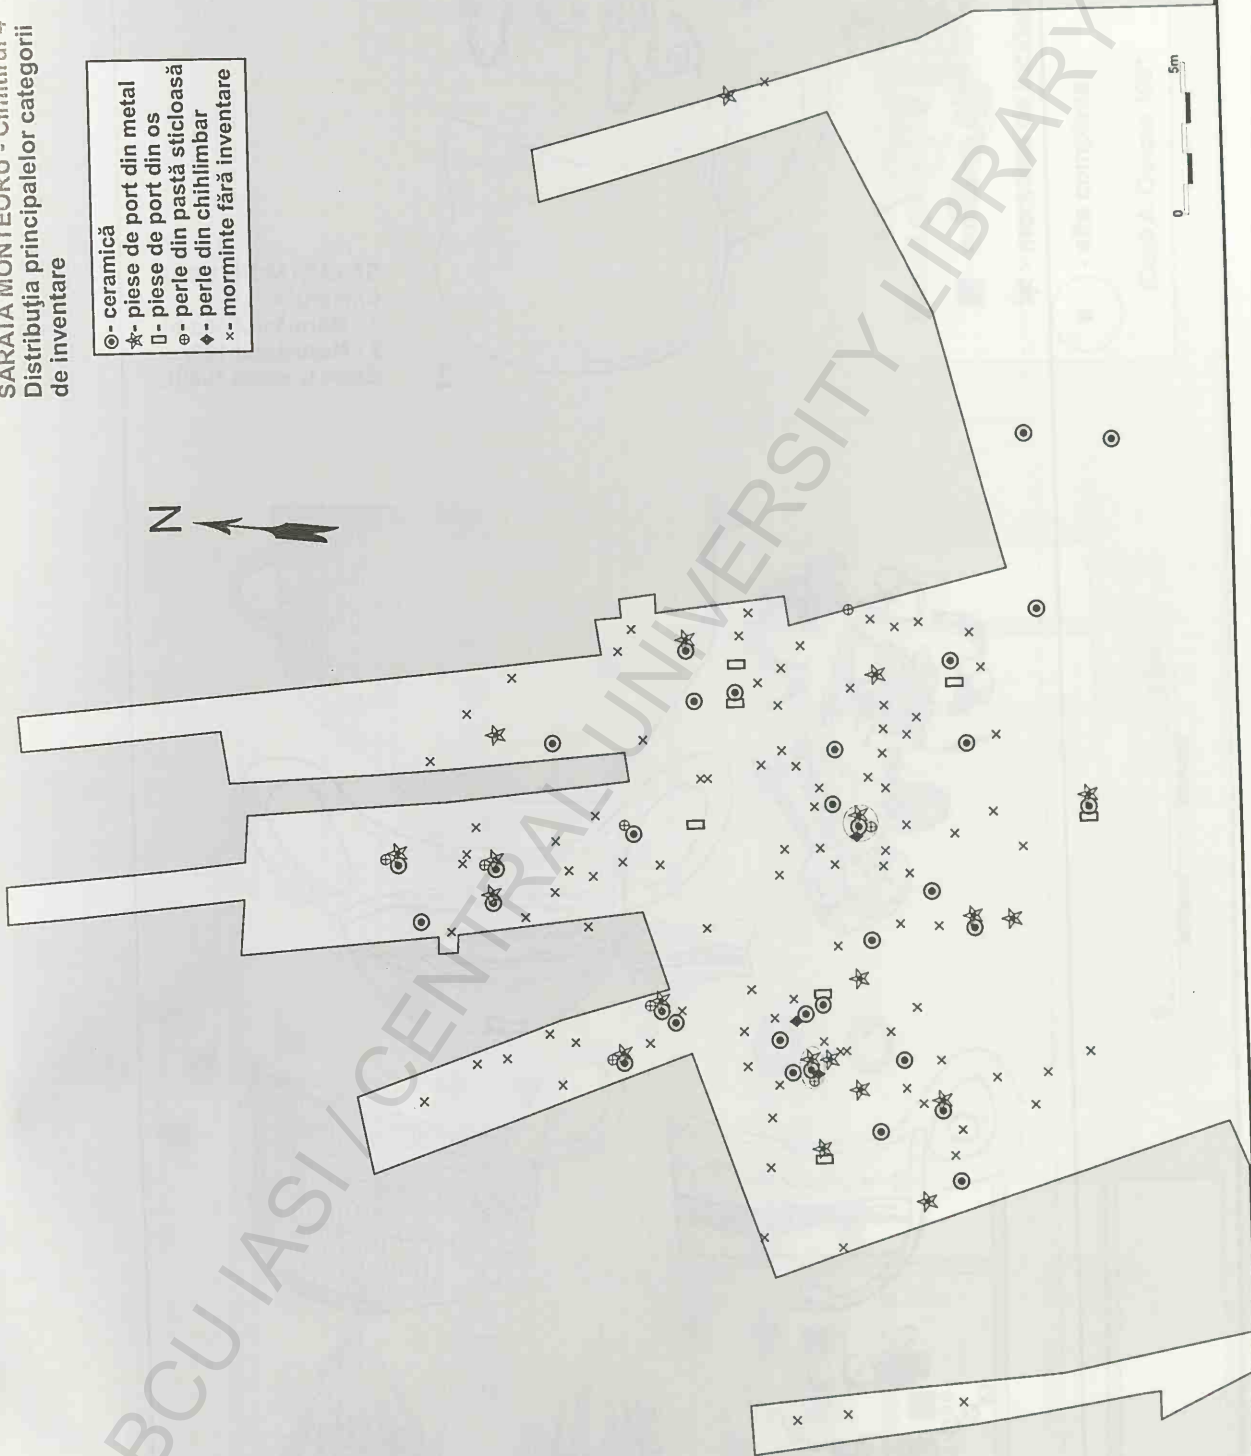 SĂRATA MONTEORU - Cimitirul 4
Distribuţia principalelor categorii
de inventare
- ceramică
- piese de port din metal
- piese de port din os
- perle din pastă sticloasă
- perle din chihlimbar
- morminte fără inventare
N
0 5m
BCU IASI / CENTRAL UNIVERSITY LIBRARY